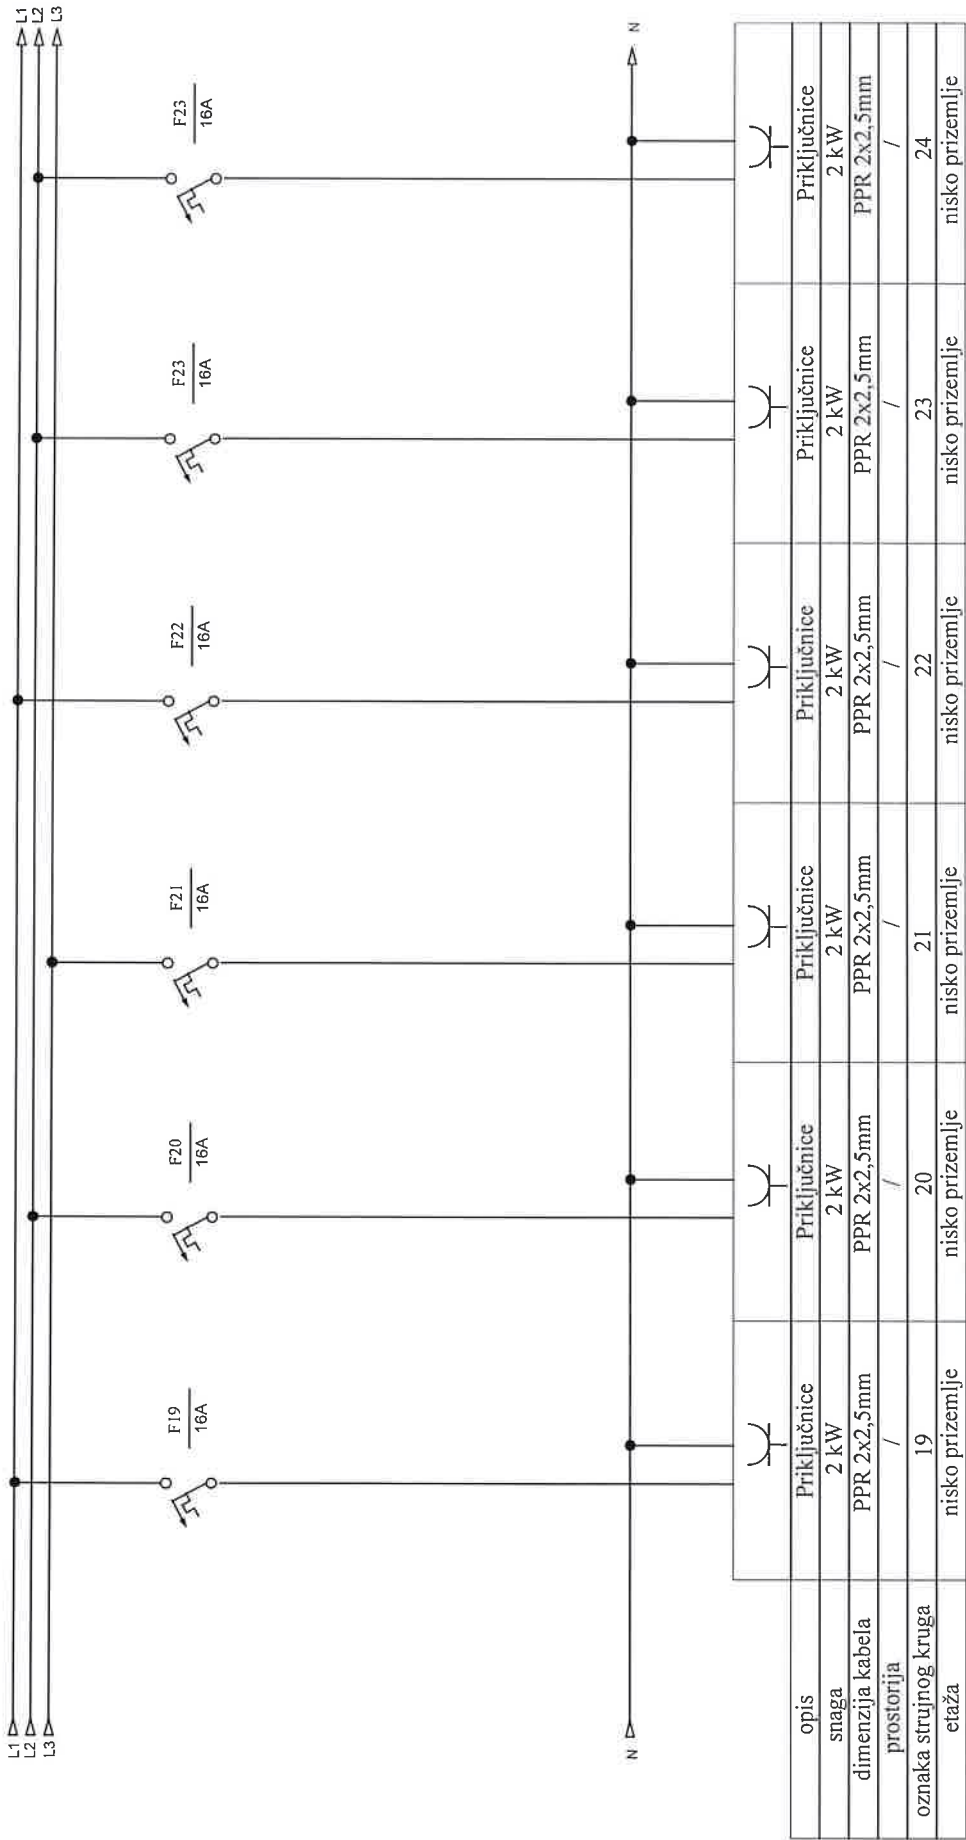 L1 L1
L2 L2
L3 L3
F19 F20 F21 F22 F23 F23
16A 16A 16A 16A 16A 16A
N N
opis Priključnice Priključnice Priključnice Priključnice Priključnice Priključnice
snaga 2 kW 2 kW 2 kW 2 kW 2 kW 2 kW
dimenzija kabela PPR 2x2,5mm PPR 2x2,5mm PPR 2x2,5mm PPR 2x2,5mm PPR 2x2,5mm PPR 2x2,5mm
prostorija / / / / / /
oznaka strujnog kruga 19 20 21 22 23 24
etaža nisko prizemlje nisko prizemlje nisko prizemlje nisko prizemlje nisko prizemlje nisko prizemlje